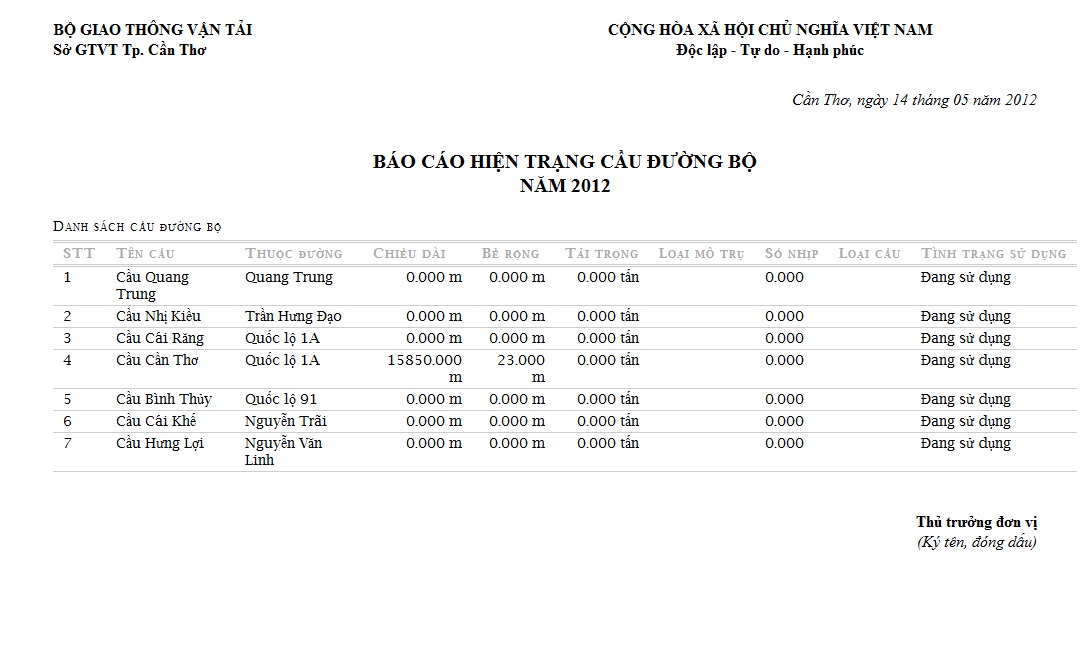 BỘ GIAO THÔNG VẬN TẢI
Sở GTVT Tp. Cần Thơ
CỘNG HÒA XÃ HỘI CHỦ NGHĨA VIỆT NAM
Độc lập - Tự do - Hạnh phúc
Cần Thơ, ngày 14 tháng 05 năm 2012
BÁO CÁO HIỆN TRẠNG CẦU ĐƯỜNG BỘ
NĂM 2012
DANH SÁCH CẦU ĐƯỜNG BỘ
STT TÊN CẦU THUỘC ĐƯỜNG CHIỀU DÀI BỀ RỘNG TẢI TRỌNG LOẠI MÔ TRỤ SỐ NHỊP LOẠI CẦU TÌNH TRẠNG SỬ DỤNG
1 Cầu Quang Quang Trung 0.000 m 0.000 m 0.000 tấn 0.000 Đang sử dụng
Trung
2 Cầu Nhị Kiều Trần Hưng Đạo 0.000 m 0.000 m 0.000 tấn 0.000 Đang sử dụng
3 Cầu Cái Răng Quốc lộ 1A 0.000 m 0.000 m 0.000 tấn 0.000 Đang sử dụng
4 Cầu Cần Thơ Quốc lộ 1A 15850.000 23.000 0.000 tấn 0.000 Đang sử dụng
m m
5 Cầu Bình Thủy Quốc lộ 91 0.000 m 0.000 m 0.000 tấn 0.000 Đang sử dụng
6 Cầu Cái Khế Nguyễn Trãi 0.000 m 0.000 m 0.000 tấn 0.000 Đang sử dụng
7 Cầu Hưng Lợi Nguyễn Văn 0.000 m 0.000 m 0.000 tấn 0.000 Đang sử dụng
Linh
Thủ trưởng đơn vị
(Ký tên, đóng dấu)